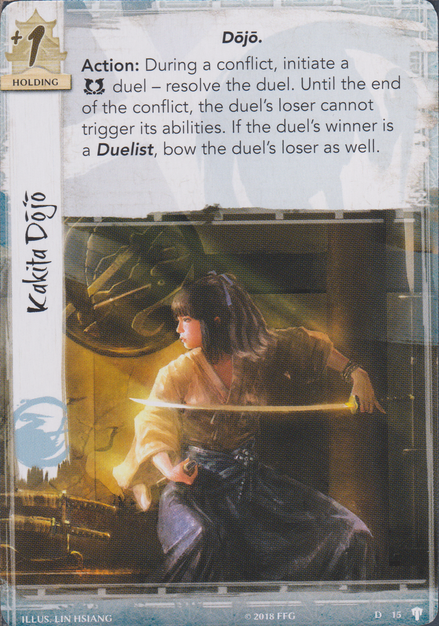 +1
HOLDING
Dōjō.
Action: During a conflict, initiate a
duel – resolve the duel. Until the end
of the conflict, the duel's loser cannot
trigger its abilities. If the duel's winner is
a Duelist, bow the duel's loser as well.
Kakita Dōjō
ILLUS. LIN HSIANG
©2018 FFG
D 15